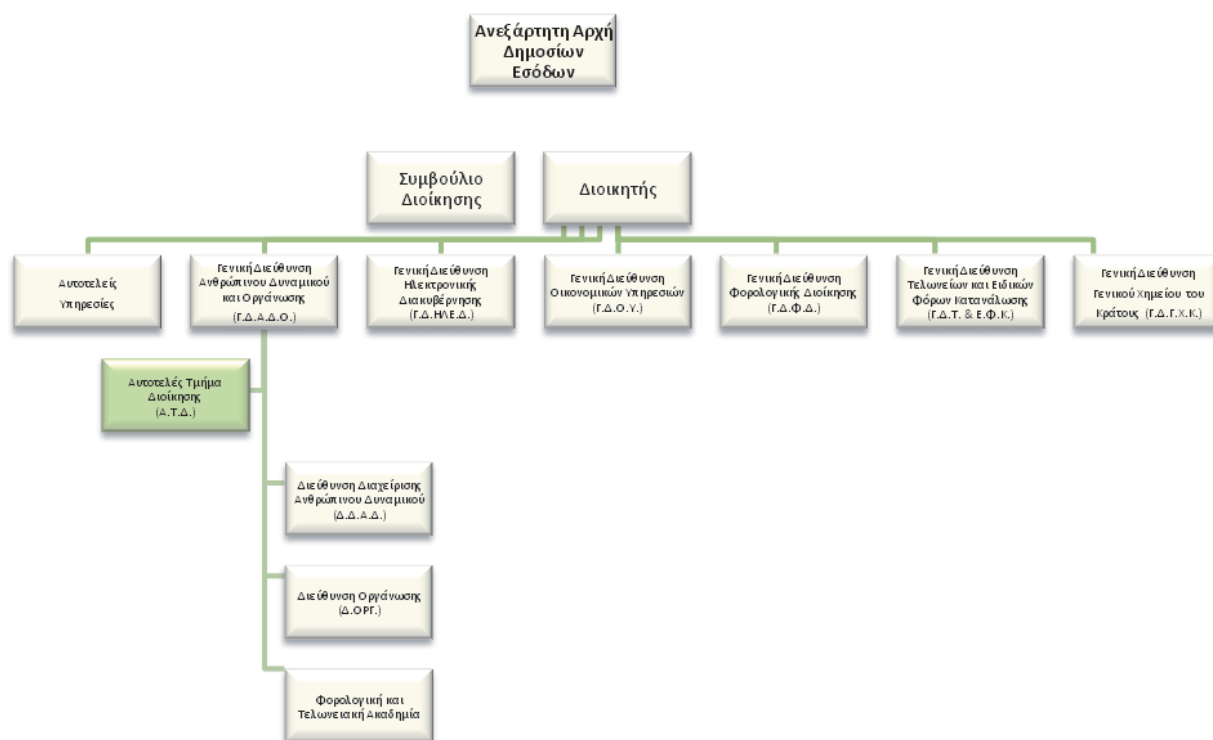 Ανεξάρτητη Αρχή
Δημοσίων
Εσόδων
Συμβούλιο
Διοίκησης
Διοικητής
Αυτοτελείς
Υπηρεσίες
Γενική Διεύθυνση
Ανθρώπινου Δυναμικού
και Οργάνωσης
(Γ.Δ.Α.Δ.Ο.)
Γενική Διεύθυνση
Ηλεκτρονικής
Διακυβέρνησης
(Γ.Δ.ΗΛΕ.Δ.)
Γενική Διεύθυνση
Οικονομικών Υπηρεσιών
(Γ.Δ.Ο.Υ.)
Γενική Διεύθυνση
Φορολογικής Διοίκησης
(Γ.Δ.Φ.Δ.)
Γενική Διεύθυνση
Τελωνείων και Ειδικών
Φόρων Κατανάλωσης
(Γ.Δ.Τ. & Ε.Φ.Κ.)
Γενική Διεύθυνση
Γενικού Χημείου του
Κράτους (Γ.Δ.Γ.Χ.Κ.)
Αυτοτελές Τμήμα
Διοίκησης
(Α.Τ.Δ.)
Διεύθυνση Διαχείρισης
Ανθρώπινου Δυναμικού
(Δ.Δ.Α.Δ.)
Διεύθυνση Οργάνωσης
(Δ.ΟΡΓ.)
Φορολογική και
Τελωνειακή Ακαδημία